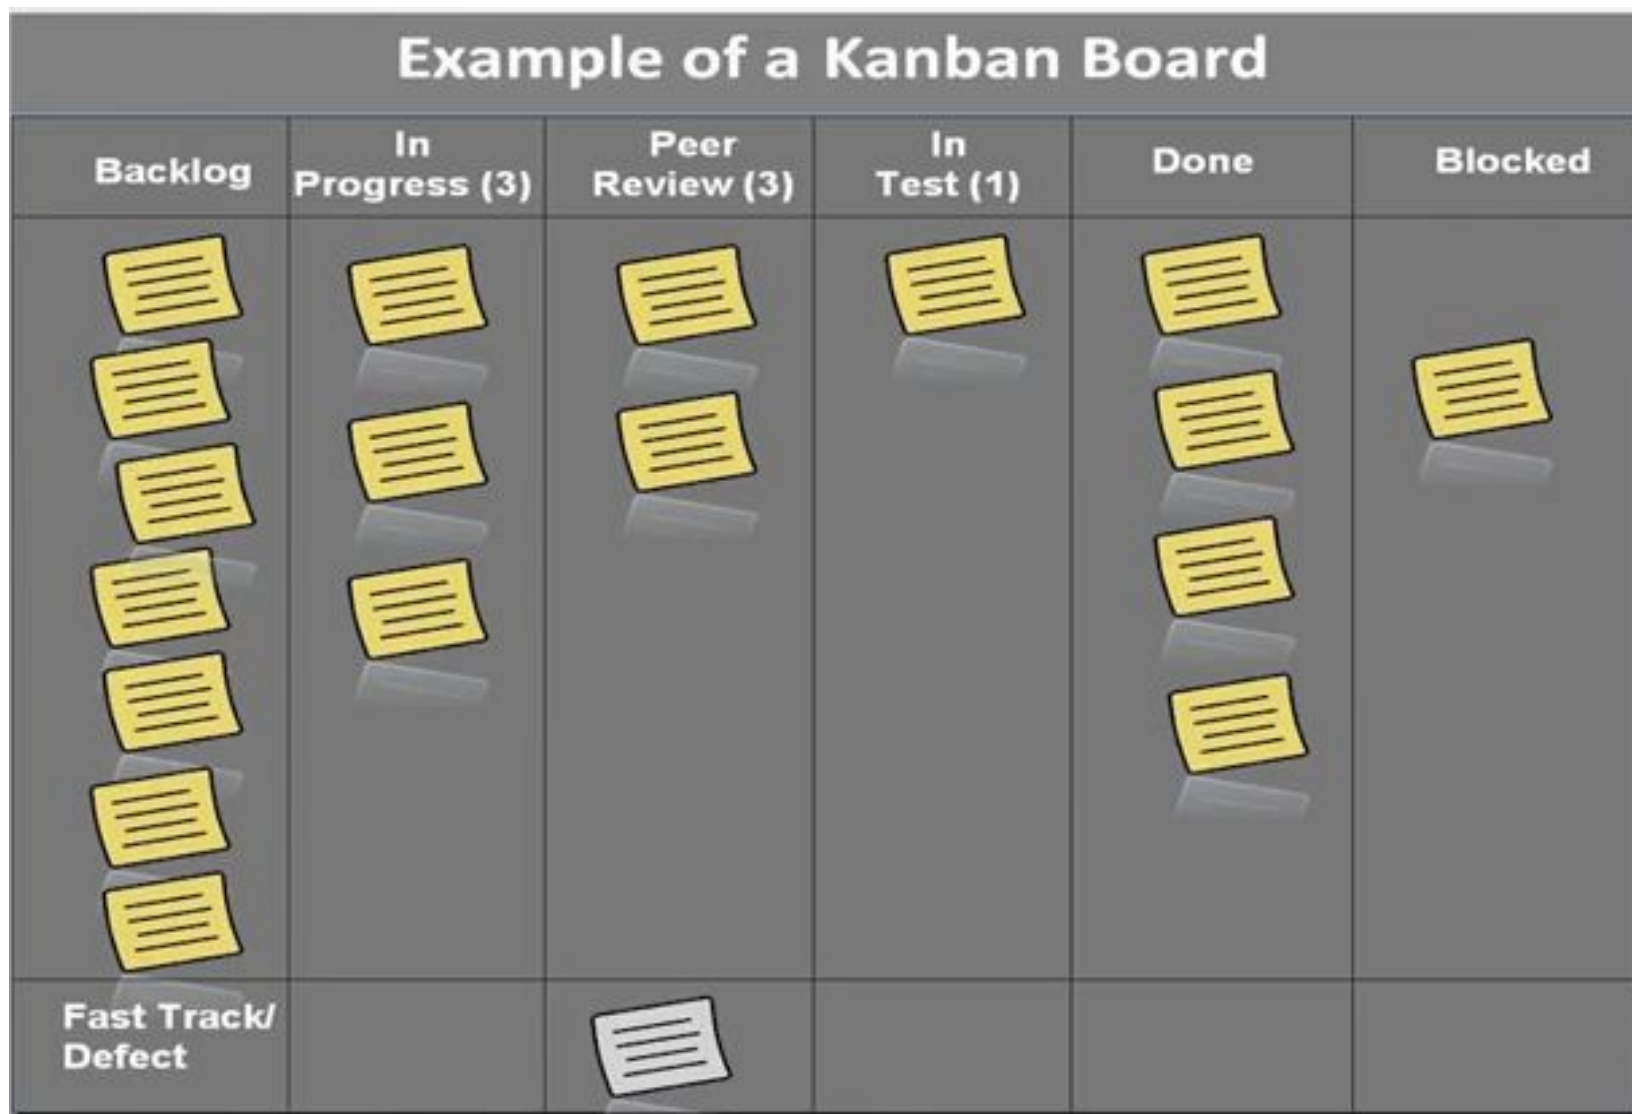 Example of a Kanban Board
Backlog
In
Progress (3)
Peer
Review (3)
In
Test (1)
Done
Blocked
Fast Track/
Defect